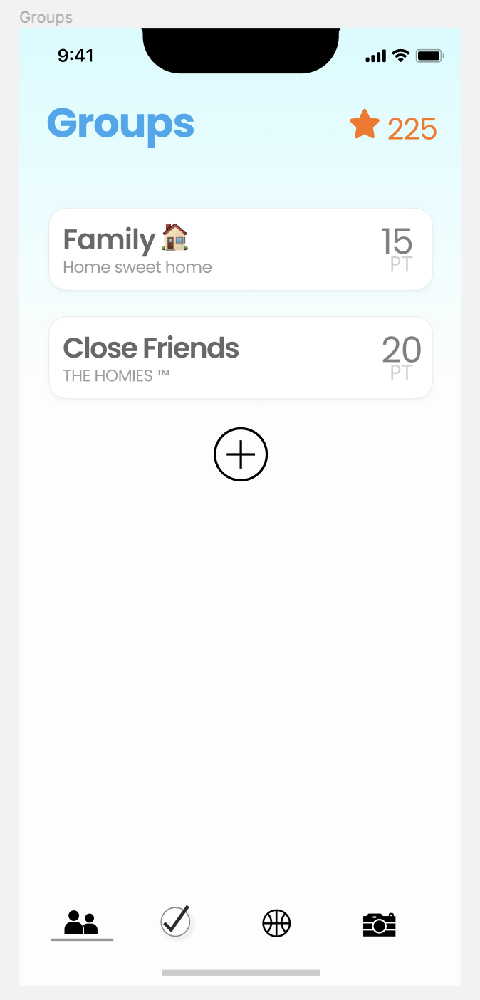 Groups
9:41
Groups
225
Family 🏠
15
Home sweet home
PT
Close Friends
20
THE HOMIES ™
PT